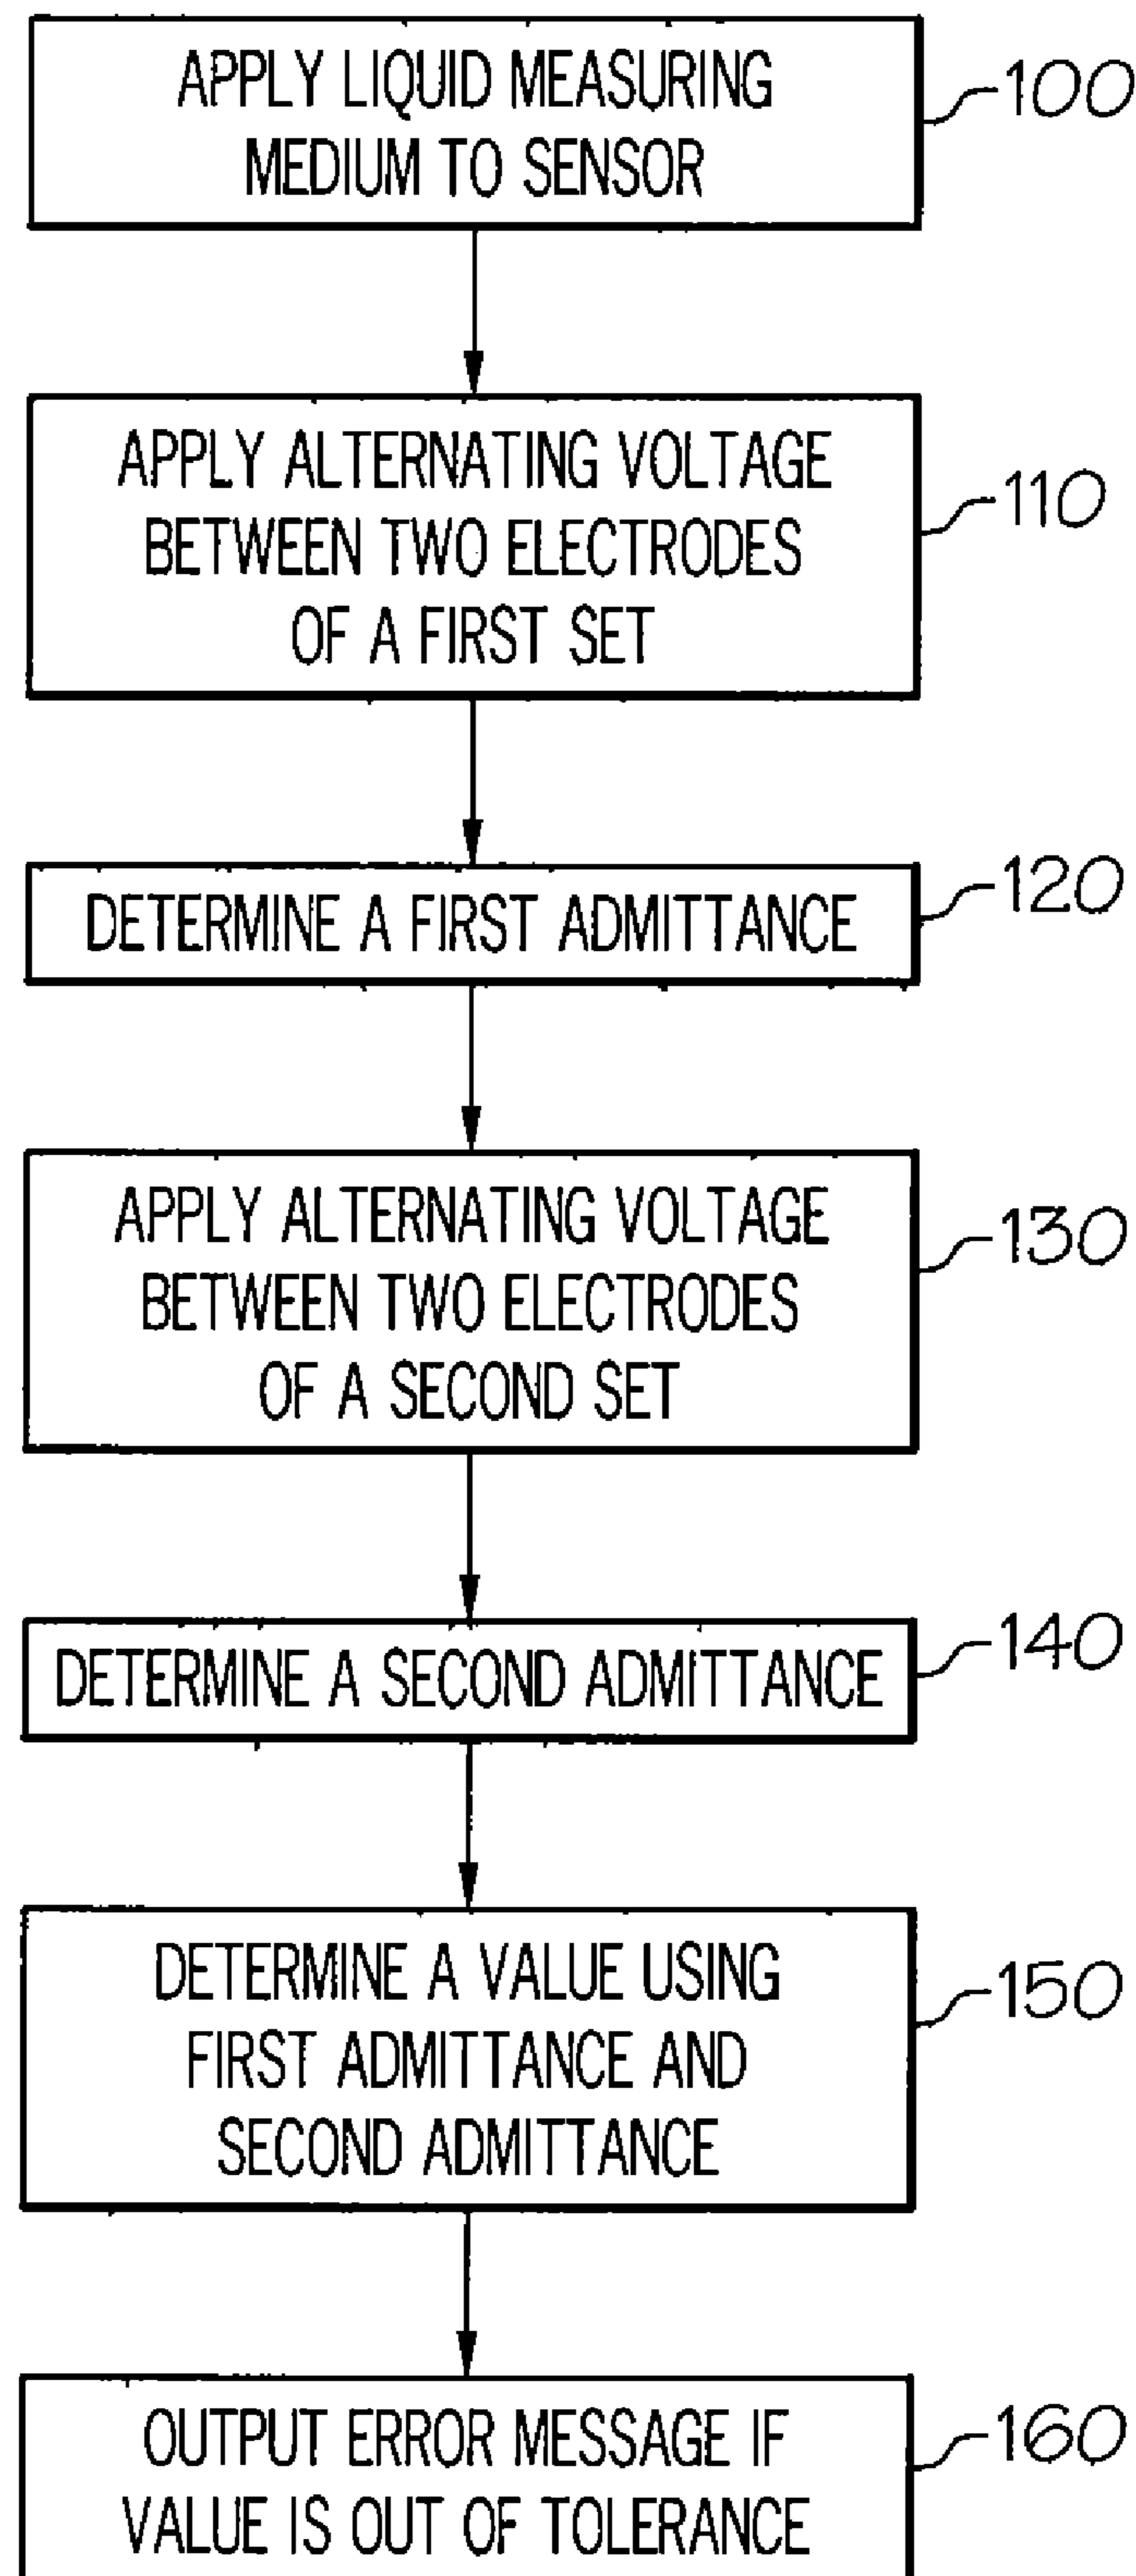 APPLY LIQUID MEASURING
MEDIUM TO SENSOR
100
APPLY ALTERNATING VOLTAGE
BETWEEN TWO ELECTRODES
OF A FIRST SET
110
DETERMINE A FIRST ADMITTANCE
120
APPLY ALTERNATING VOLTAGE
BETWEEN TWO ELECTRODES
OF A SECOND SET
130
DETERMINE A SECOND ADMITTANCE
140
DETERMINE A VALUE USING
FIRST ADMITTANCE AND
SECOND ADMITTANCE
150
OUTPUT ERROR MESSAGE IF
VALUE IS OUT OF TOLERANCE
160